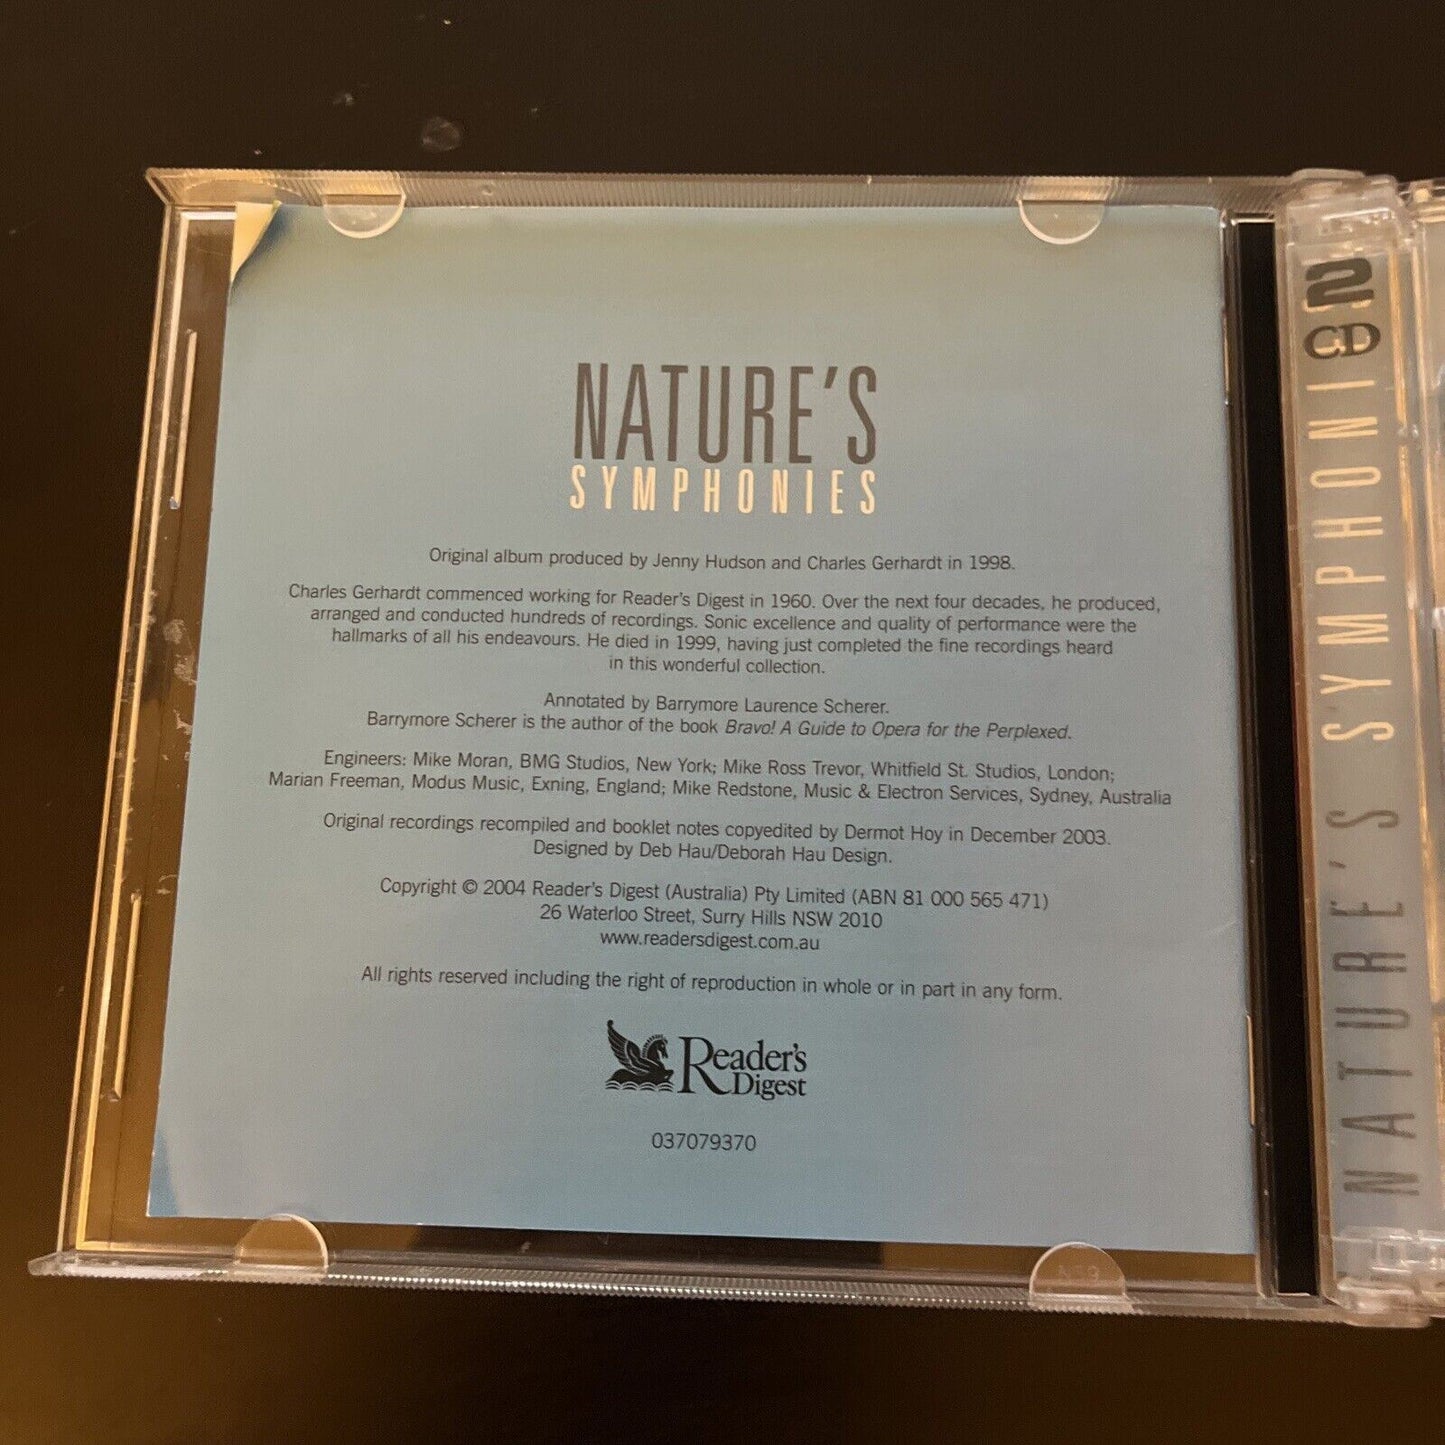 NATURE'S
SYMPHONIES
Original album produced by Jenny Hudson and Charles Gerhardt in 1998.
Charles Gerhardt commenced working for Reader's Digest in 1960. Over the next four decades, he produced,
arranged and conducted hundreds of recordings. Sonic excellence and quality of performance were the
hallmarks of all his endeavours. He died in 1999, having just completed the fine recordings heard
in this wonderful collection.
Annotated by Barrymore Laurence Scherer.
Barrymore Scherer is the author of the book Bravo! A Guide to Opera for the Perplexed.
Engineers: Mike Moran, BMG Studios, New York; Mike Ross Trevor, Whitfield St. Studios, London;
Marian Freeman, Modus Music, Exning, England; Mike Redstone, Music & Electron Services, Sydney, Australia
Original recordings recompiled and booklet notes copyedited by Dermot Hoy in December 2003.
Designed by Deb Hau/Deborah Hau Design.
Copyright © 2004 Reader's Digest (Australia) Pty Limited (ABN 81 000 565 471)
26 Waterloo Street, Surry Hills NSW 2010
www.readersdigest.com.au
All rights reserved including the right of reproduction in whole or in part in any form.
Reader's
Digest
037079370
2
CD
NATURE'S SYMPHONIES